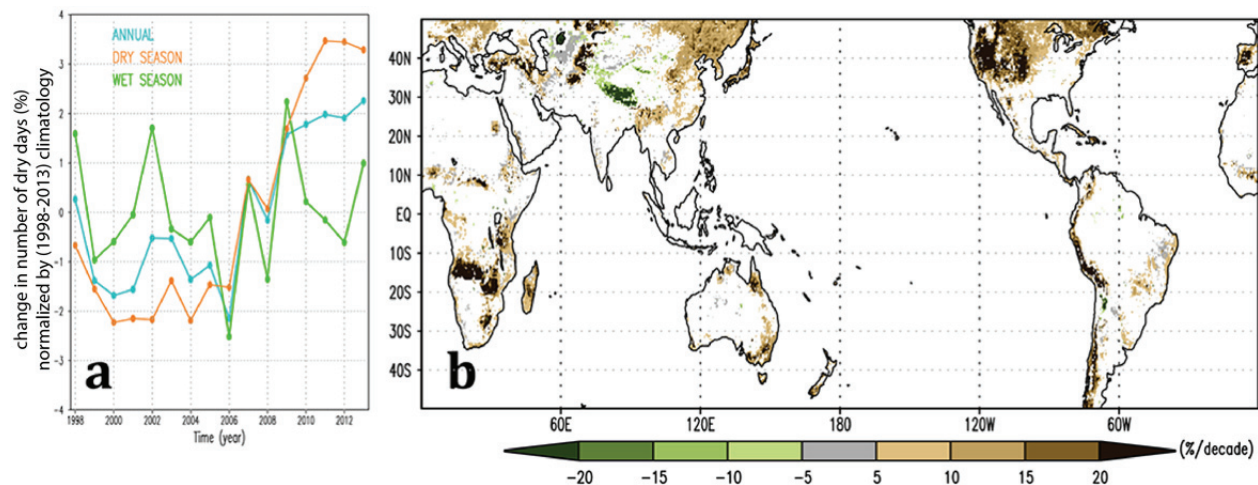 change in number of dry days (%)
normalized by (1998-2013) climatology
ANNUAL
DRY SEASON
WET SEASON
4
3
2
1
0
-1
-2
-3
-4
1998 2000 2002 2004 2006 2008 2010 2012
Time (year)
a
40N
30N
20N
10N
EQ
10S
20S
30S
40S
b
60E 120E 180 120W 60W
(%/decade)
-20 -15 -10 -5 5 10 15 20